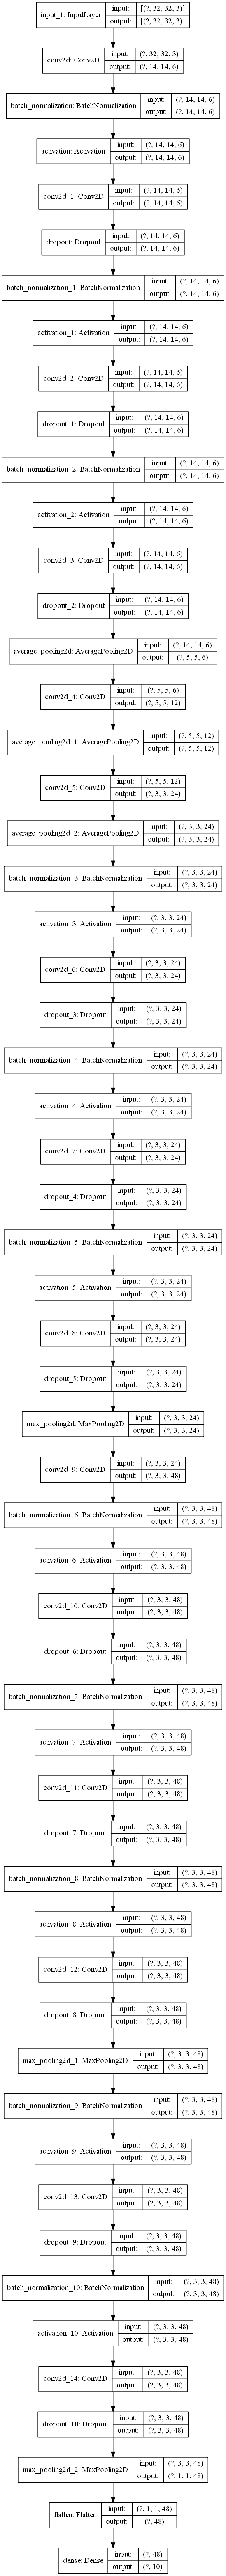 input_1: InputLayer
input: [(?, 32, 32, 3)]
output: [(?, 32, 32, 3)]
conv2d: Conv2D
input: (?, 32, 32, 3)
output: (?, 14, 14, 6)
batch_normalization: BatchNormalization
input: (?, 14, 14, 6)
output: (?, 14, 14, 6)
activation: Activation
input: (?, 14, 14, 6)
output: (?, 14, 14, 6)
conv2d_1: Conv2D
input: (?, 14, 14, 6)
output: (?, 14, 14, 6)
dropout: Dropout
input: (?, 14, 14, 6)
output: (?, 14, 14, 6)
batch_normalization_1: BatchNormalization
input: (?, 14, 14, 6)
output: (?, 14, 14, 6)
activation_1: Activation
input: (?, 14, 14, 6)
output: (?, 14, 14, 6)
conv2d_2: Conv2D
input: (?, 14, 14, 6)
output: (?, 14, 14, 6)
dropout_1: Dropout
input: (?, 14, 14, 6)
output: (?, 14, 14, 6)
batch_normalization_2: BatchNormalization
input: (?, 14, 14, 6)
output: (?, 14, 14, 6)
activation_2: Activation
input: (?, 14, 14, 6)
output: (?, 14, 14, 6)
conv2d_3: Conv2D
input: (?, 14, 14, 6)
output: (?, 14, 14, 6)
dropout_2: Dropout
input: (?, 14, 14, 6)
output: (?, 14, 14, 6)
average_pooling2d: AveragePooling2D
input: (?, 14, 14, 6)
output: (?, 5, 5, 6)
conv2d_4: Conv2D
input: (?, 5, 5, 6)
output: (?, 5, 5, 12)
average_pooling2d_1: AveragePooling2D
input: (?, 5, 5, 12)
output: (?, 5, 5, 12)
conv2d_5: Conv2D
input: (?, 5, 5, 12)
output: (?, 3, 3, 24)
average_pooling2d_2: AveragePooling2D
input: (?, 3, 3, 24)
output: (?, 3, 3, 24)
batch_normalization_3: BatchNormalization
input: (?, 3, 3, 24)
output: (?, 3, 3, 24)
activation_3: Activation
input: (?, 3, 3, 24)
output: (?, 3, 3, 24)
conv2d_6: Conv2D
input: (?, 3, 3, 24)
output: (?, 3, 3, 24)
dropout_3: Dropout
input: (?, 3, 3, 24)
output: (?, 3, 3, 24)
batch_normalization_4: BatchNormalization
input: (?, 3, 3, 24)
output: (?, 3, 3, 24)
activation_4: Activation
input: (?, 3, 3, 24)
output: (?, 3, 3, 24)
conv2d_7: Conv2D
input: (?, 3, 3, 24)
output: (?, 3, 3, 24)
dropout_4: Dropout
input: (?, 3, 3, 24)
output: (?, 3, 3, 24)
batch_normalization_5: BatchNormalization
input: (?, 3, 3, 24)
output: (?, 3, 3, 24)
activation_5: Activation
input: (?, 3, 3, 24)
output: (?, 3, 3, 24)
conv2d_8: Conv2D
input: (?, 3, 3, 24)
output: (?, 3, 3, 24)
dropout_5: Dropout
input: (?, 3, 3, 24)
output: (?, 3, 3, 24)
max_pooling2d: MaxPooling2D
input: (?, 3, 3, 24)
output: (?, 3, 3, 24)
conv2d_9: Conv2D
input: (?, 3, 3, 24)
output: (?, 3, 3, 48)
batch_normalization_6: BatchNormalization
input: (?, 3, 3, 48)
output: (?, 3, 3, 48)
activation_6: Activation
input: (?, 3, 3, 48)
output: (?, 3, 3, 48)
conv2d_10: Conv2D
input: (?, 3, 3, 48)
output: (?, 3, 3, 48)
dropout_6: Dropout
input: (?, 3, 3, 48)
output: (?, 3, 3, 48)
batch_normalization_7: BatchNormalization
input: (?, 3, 3, 48)
output: (?, 3, 3, 48)
activation_7: Activation
input: (?, 3, 3, 48)
output: (?, 3, 3, 48)
conv2d_11: Conv2D
input: (?, 3, 3, 48)
output: (?, 3, 3, 48)
dropout_7: Dropout
input: (?, 3, 3, 48)
output: (?, 3, 3, 48)
batch_normalization_8: BatchNormalization
input: (?, 3, 3, 48)
output: (?, 3, 3, 48)
activation_8: Activation
input: (?, 3, 3, 48)
output: (?, 3, 3, 48)
conv2d_12: Conv2D
input: (?, 3, 3, 48)
output: (?, 3, 3, 48)
dropout_8: Dropout
input: (?, 3, 3, 48)
output: (?, 3, 3, 48)
max_pooling2d_1: MaxPooling2D
input: (?, 3, 3, 48)
output: (?, 3, 3, 48)
batch_normalization_9: BatchNormalization
input: (?, 3, 3, 48)
output: (?, 3, 3, 48)
activation_9: Activation
input: (?, 3, 3, 48)
output: (?, 3, 3, 48)
conv2d_13: Conv2D
input: (?, 3, 3, 48)
output: (?, 3, 3, 48)
dropout_9: Dropout
input: (?, 3, 3, 48)
output: (?, 3, 3, 48)
batch_normalization_10: BatchNormalization
input: (?, 3, 3, 48)
output: (?, 3, 3, 48)
activation_10: Activation
input: (?, 3, 3, 48)
output: (?, 3, 3, 48)
conv2d_14: Conv2D
input: (?, 3, 3, 48)
output: (?, 3, 3, 48)
dropout_10: Dropout
input: (?, 3, 3, 48)
output: (?, 3, 3, 48)
max_pooling2d_2: MaxPooling2D
input: (?, 3, 3, 48)
output: (?, 1, 1, 48)
flatten: Flatten
input: (?, 1, 1, 48)
output: (?, 48)
dense: Dense
input: (?, 48)
output: (?, 10)